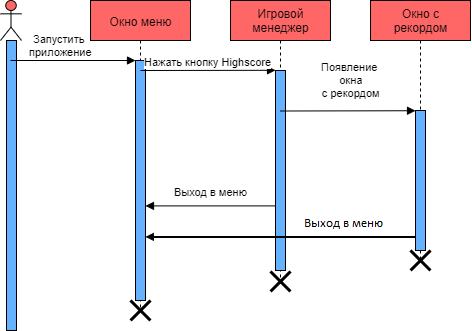 Окно меню
Игровой
менеджер
Окно с
рекордом
Запустить
приложение
Нажать кнопку Highscore
Появление
окна
с рекордом
Выход в меню
Выход в меню